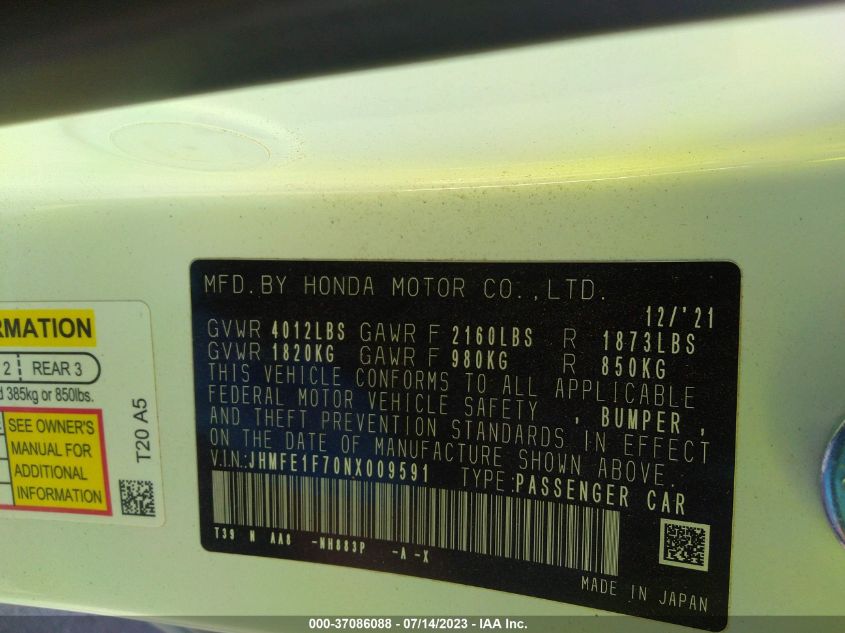 MFD.BY HONDA MOTOR CO.,LTD.
12/'21
GVWR 4012LBS GAWR F 2160LBS R 1873LBS
GVWR 1820KG GAWR F 980KG R 850KG
THIS VEHICLE CONFORMS TO ALL APPLICABLE
FEDERAL MOTOR VEHICLE SAFETY , BUMPER ,
AND THEFT PREVENTION STANDARDS IN EFFECT
ON THE DATE OF MANUFACTURE SHOWN ABOVE.
V.I.N.:JHMFE1F70NX009591 TYPE:PASSENGER CAR
T39 N AA8 -NH883P -A -X
MADE IN JAPAN
RMATION
2 REAR 3
d 385kg or 850lbs.
SEE OWNER'S
MANUAL FOR
ADDITIONAL
INFORMATION
T20 A5
000-37086088 - 07/14/2023 - IAA Inc.